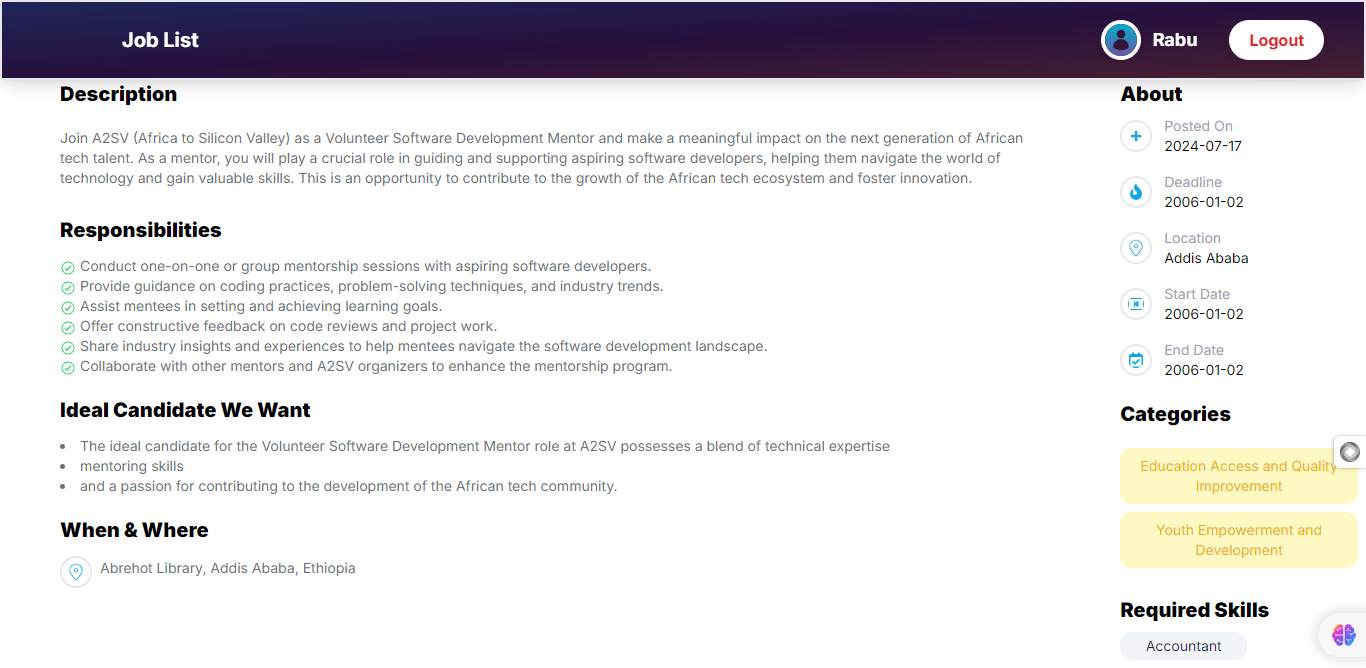 Job List
Rabu
Logout
Description
Join A2SV (Africa to Silicon Valley) as a Volunteer Software Development Mentor and make a meaningful impact on the next generation of African
tech talent. As a mentor, you will play a crucial role in guiding and supporting aspiring software developers, helping them navigate the world of
technology and gain valuable skills. This is an opportunity to contribute to the growth of the African tech ecosystem and foster innovation.
Responsibilities
Conduct one-on-one or group mentorship sessions with aspiring software developers.
Provide guidance on coding practices, problem-solving techniques, and industry trends.
Assist mentees in setting and achieving learning goals.
Offer constructive feedback on code reviews and project work.
Share industry insights and experiences to help mentees navigate the software development landscape.
Collaborate with other mentors and A2SV organizers to enhance the mentorship program.
Ideal Candidate We Want
• The ideal candidate for the Volunteer Software Development Mentor role at A2SV possesses a blend of technical expertise
• mentoring skills
• and a passion for contributing to the development of the African tech community.
When & Where
Abrehot Library, Addis Ababa, Ethiopia
About
Posted On
2024-07-17
Deadline
2006-01-02
Location
Addis Ababa
Start Date
2006-01-02
End Date
2006-01-02
Categories
Education Access and Quality
Improvement
Youth Empowerment and
Development
Required Skills
Accountant